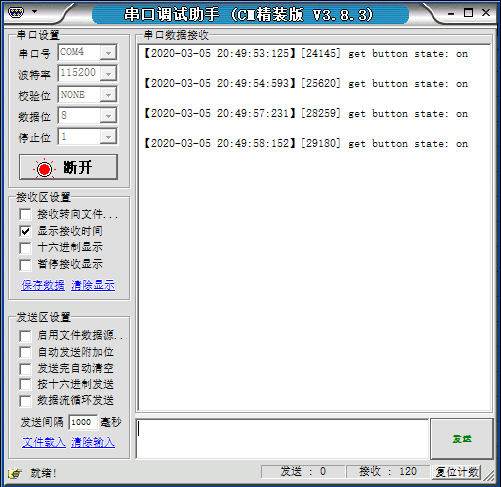 串口调试助手 (CM精装版 V3.8.3)
串口设置
串口号 COM4
波特率 115200
校验位 NONE
数据位 8
停止位 1
断开
接收区设置
接收转向文件...
显示接收时间
十六进制显示
暂停接收显示
保存数据 清除显示
发送区设置
启用文件数据源..
自动发送附加位
发送完自动清空
按十六进制发送
数据流循环发送
发送间隔 1000 毫秒
文件载入 清除输入
串口数据接收
【2020-03-05 20:49:53:125】[24145] get button state: on
【2020-03-05 20:49:54:593】[25620] get button state: on
【2020-03-05 20:49:57:231】[28259] get button state: on
【2020-03-05 20:49:58:152】[29180] get button state: on
发送
就绪!
发送 : 0
接收 : 120
复位计数